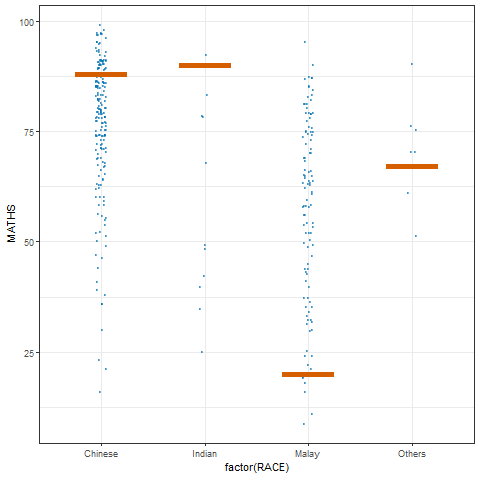 100
75
50
25
MATHS
Chinese
Indian
Malay
Others
factor(RACE)